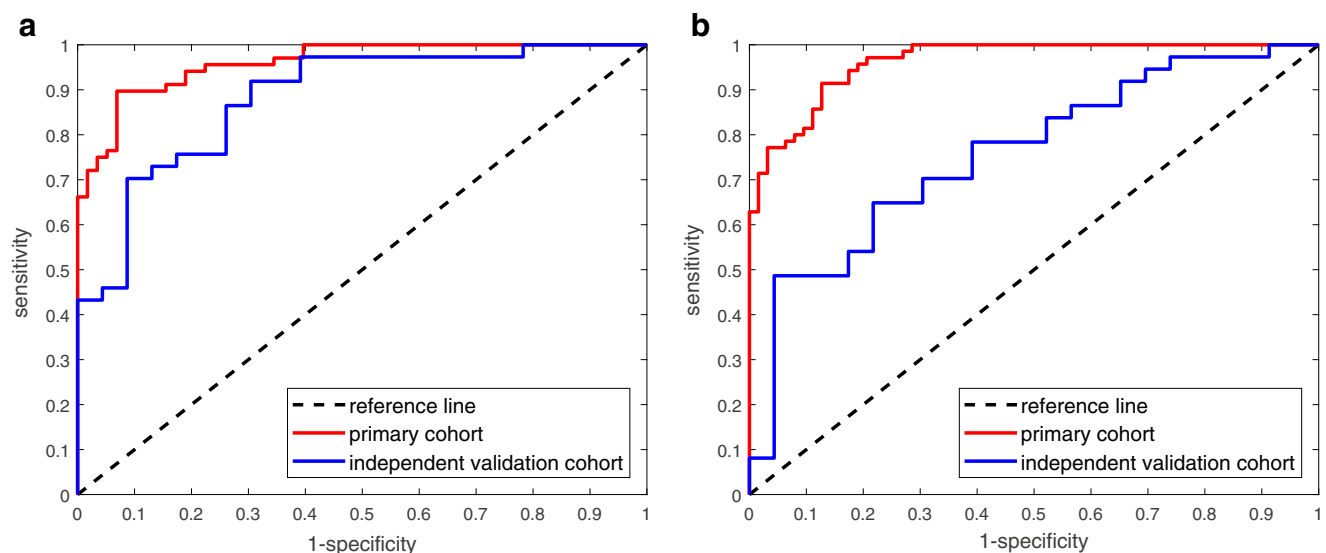 a
sensitivity
1
0.9
0.8
0.7
0.6
0.5
0.4
0.3
0.2
0.1
0
reference line
primary cohort
independent validation cohort
0 0.1 0.2 0.3 0.4 0.5 0.6 0.7 0.8 0.9 1
1-specificity
b
sensitivity
1
0.9
0.8
0.7
0.6
0.5
0.4
0.3
0.2
0.1
0
reference line
primary cohort
independent validation cohort
0 0.1 0.2 0.3 0.4 0.5 0.6 0.7 0.8 0.9 1
1-specificity